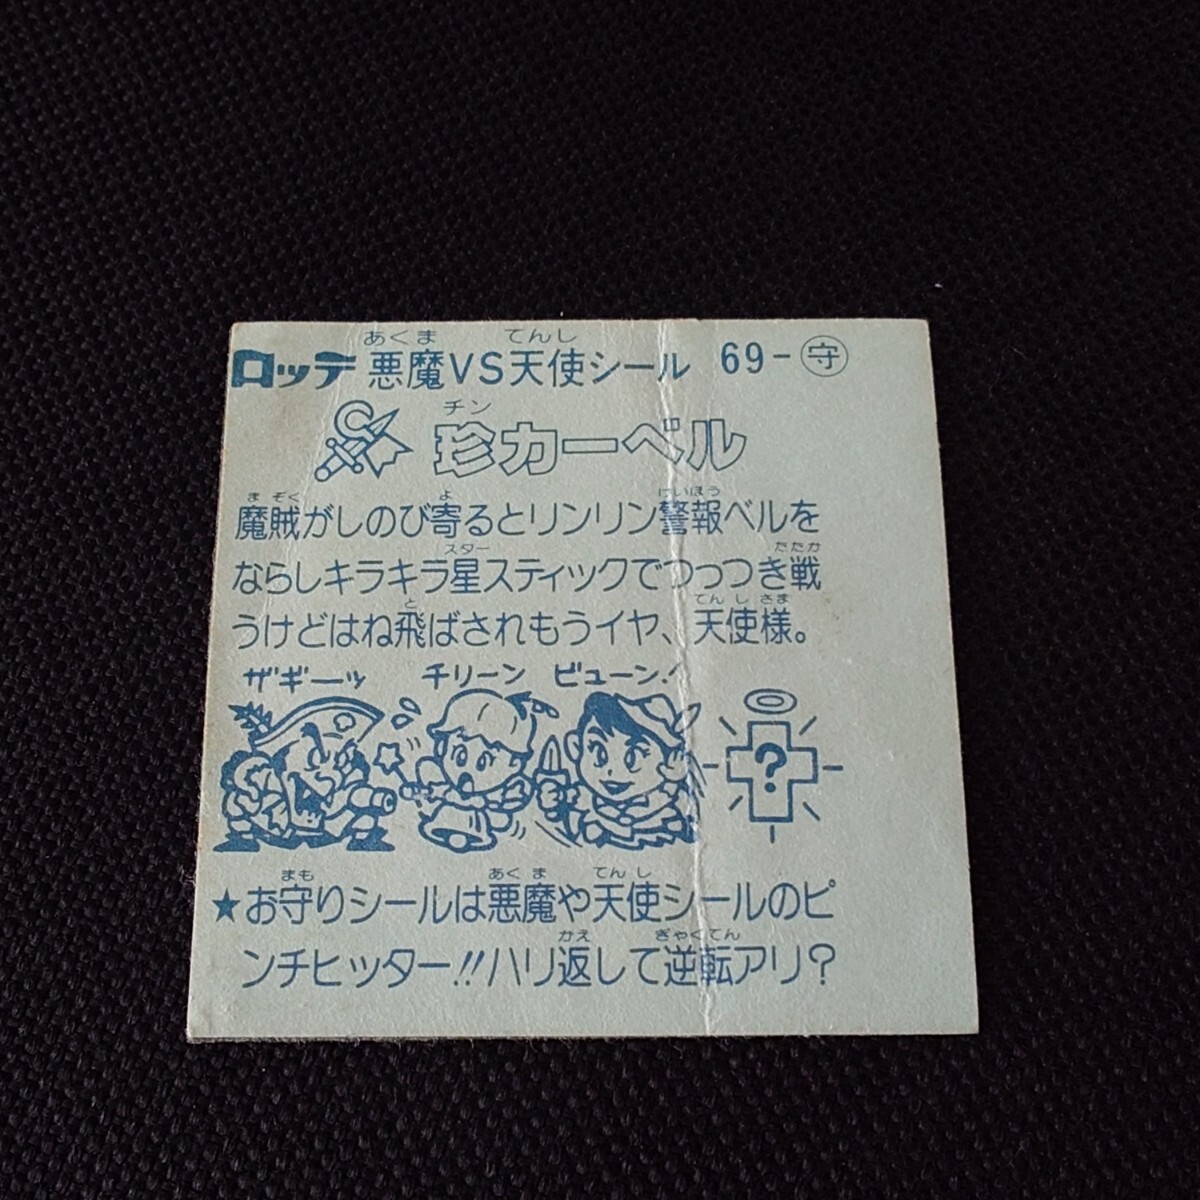 あくま てんし
ロッテ 悪魔VS天使シール 69-守
チン
珍カーベル
まぞく よ けいほう
魔賊がしのび寄るとリンリン警報ベルを
スター たたか
ならしキラキラ星スティックでつっつき戦
と てんしさま
うけどはね飛ばされもうイヤ、天使様。
ザギーッ チリーン ビューン!
?
まも あくま てんし
★お守りシールは悪魔や天使シールのピ
かえ ぎゃくてん
ンチヒッター!!ハリ返して逆転アリ?